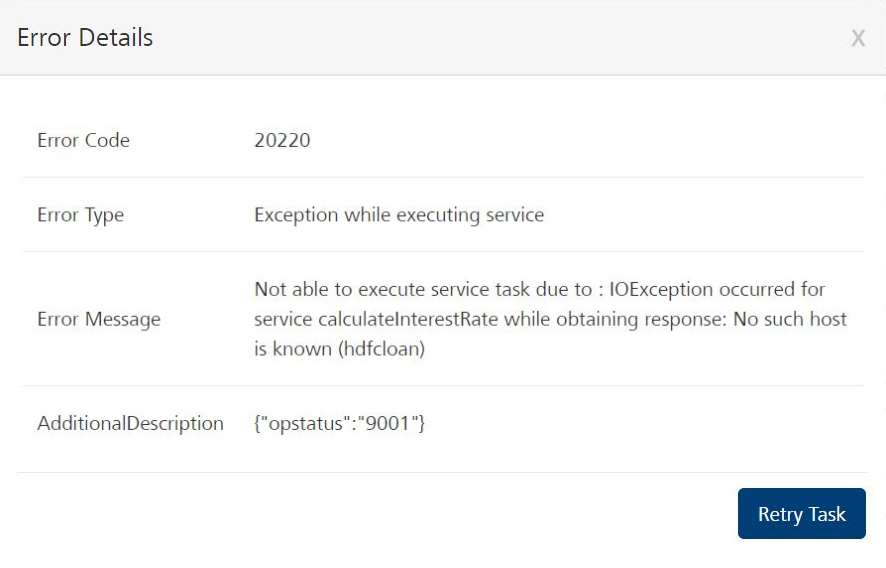 Error Details
X
Error Code 20220
Error Type Exception while executing service
Error Message Not able to execute service task due to : IOException occurred for
service calculateInterestRate while obtaining response: No such host
is known (hdfcloan)
AdditionalDescription {"opstatus":"9001"}
Retry Task